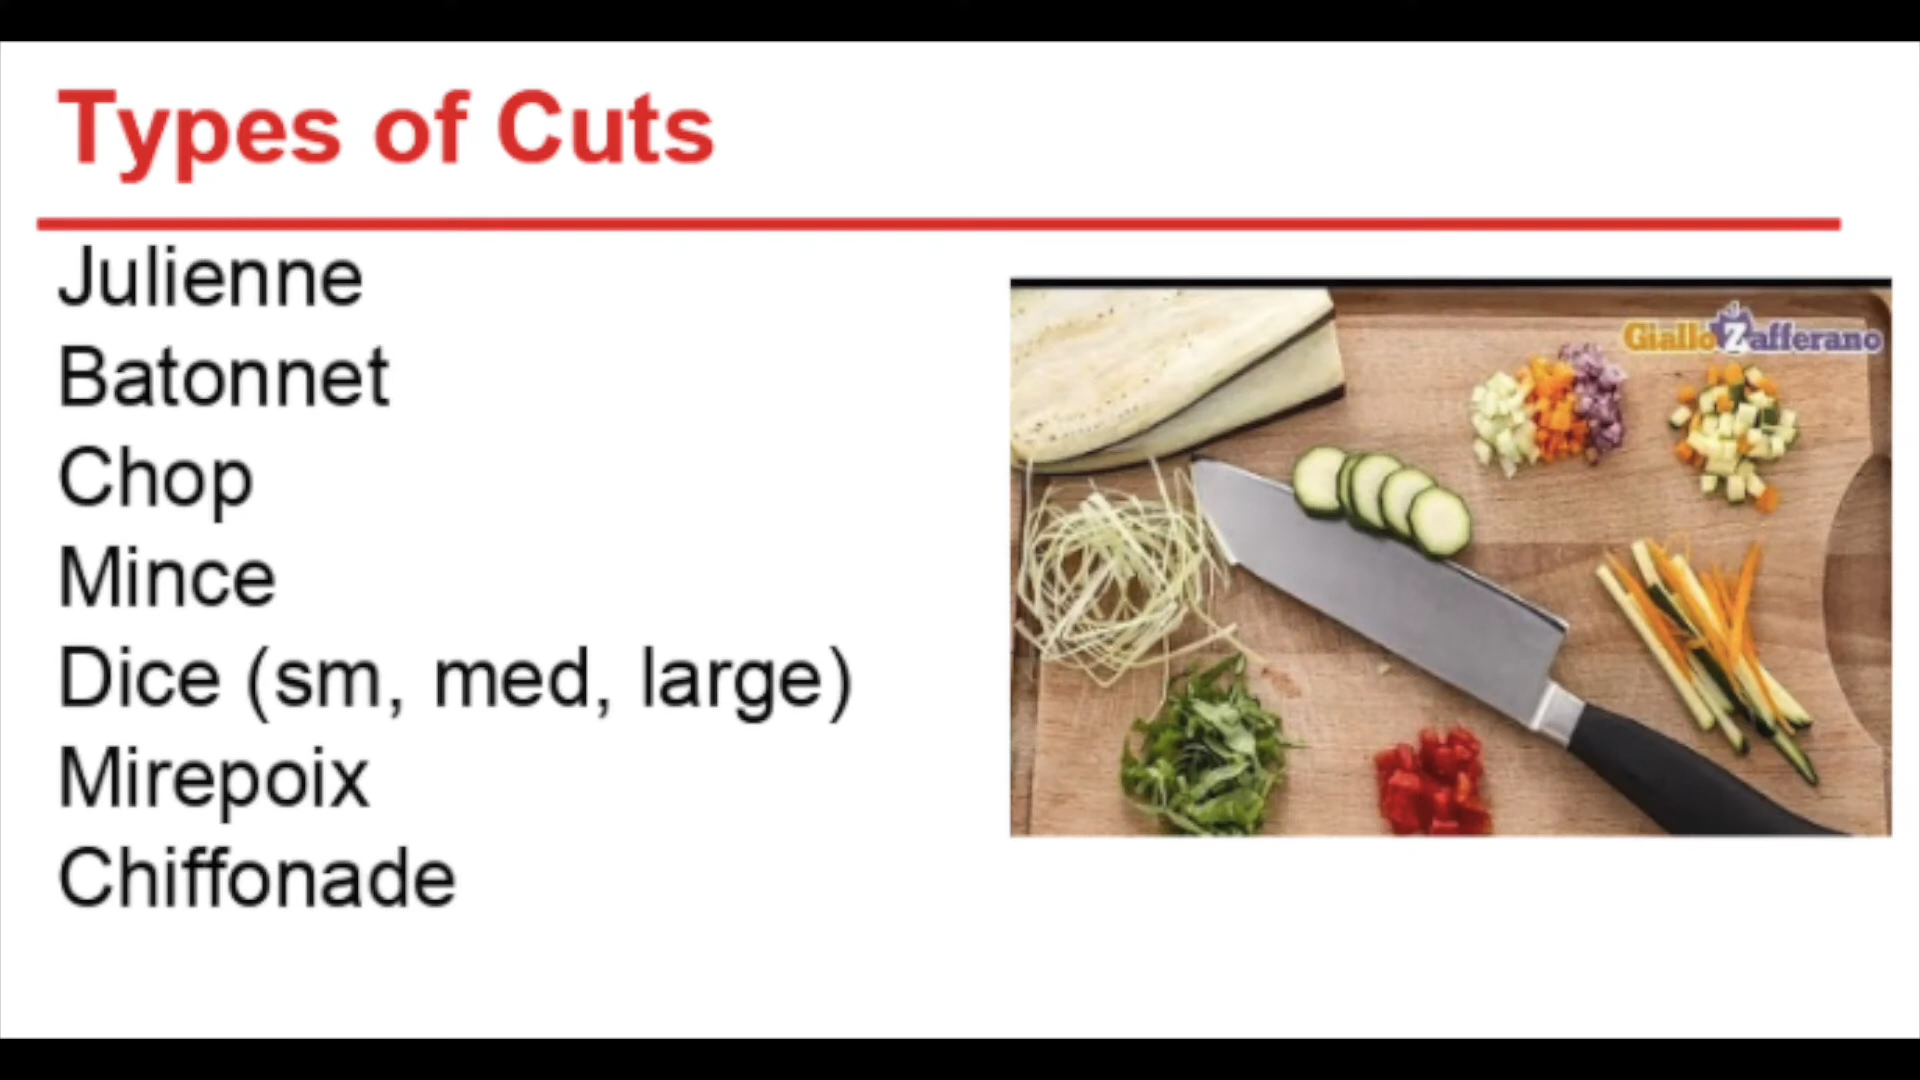 Types of Cuts
Julienne
Batonnet
Chop
Mince
Dice (sm, med, large)
Mirepoix
Chiffonade
GialloZafferano